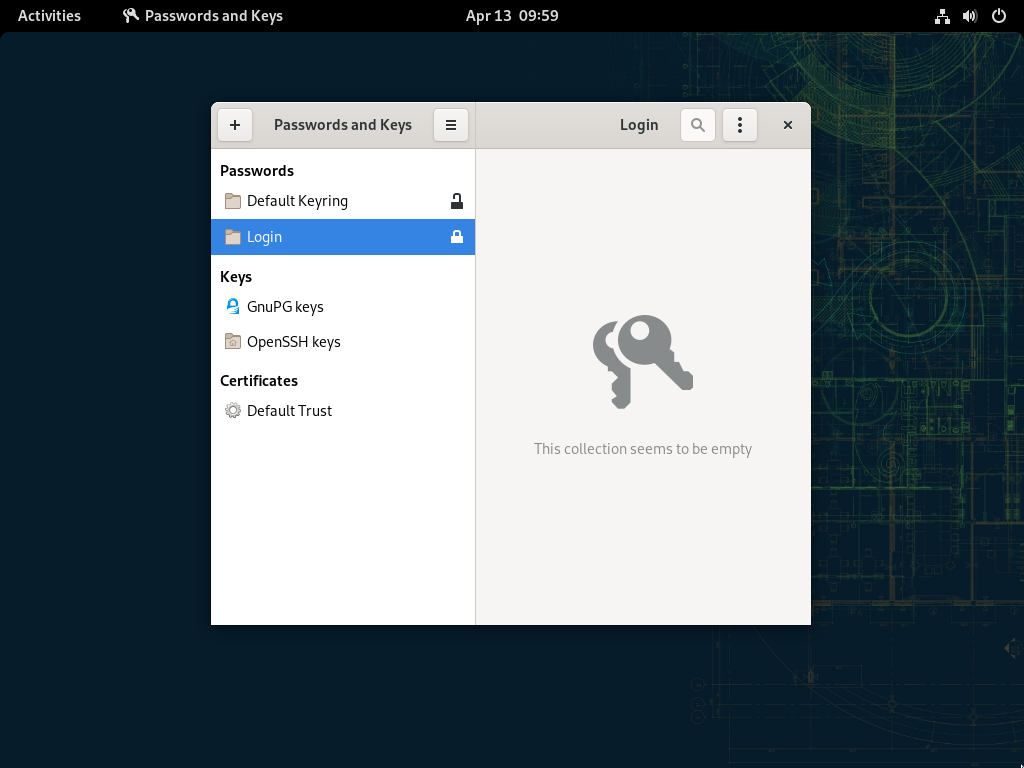 Activities
Passwords and Keys
Apr 13 09:59
Passwords and Keys
Login
Passwords
Default Keyring
Login
Keys
GnuPG keys
OpenSSH keys
Certificates
Default Trust
This collection seems to be empty